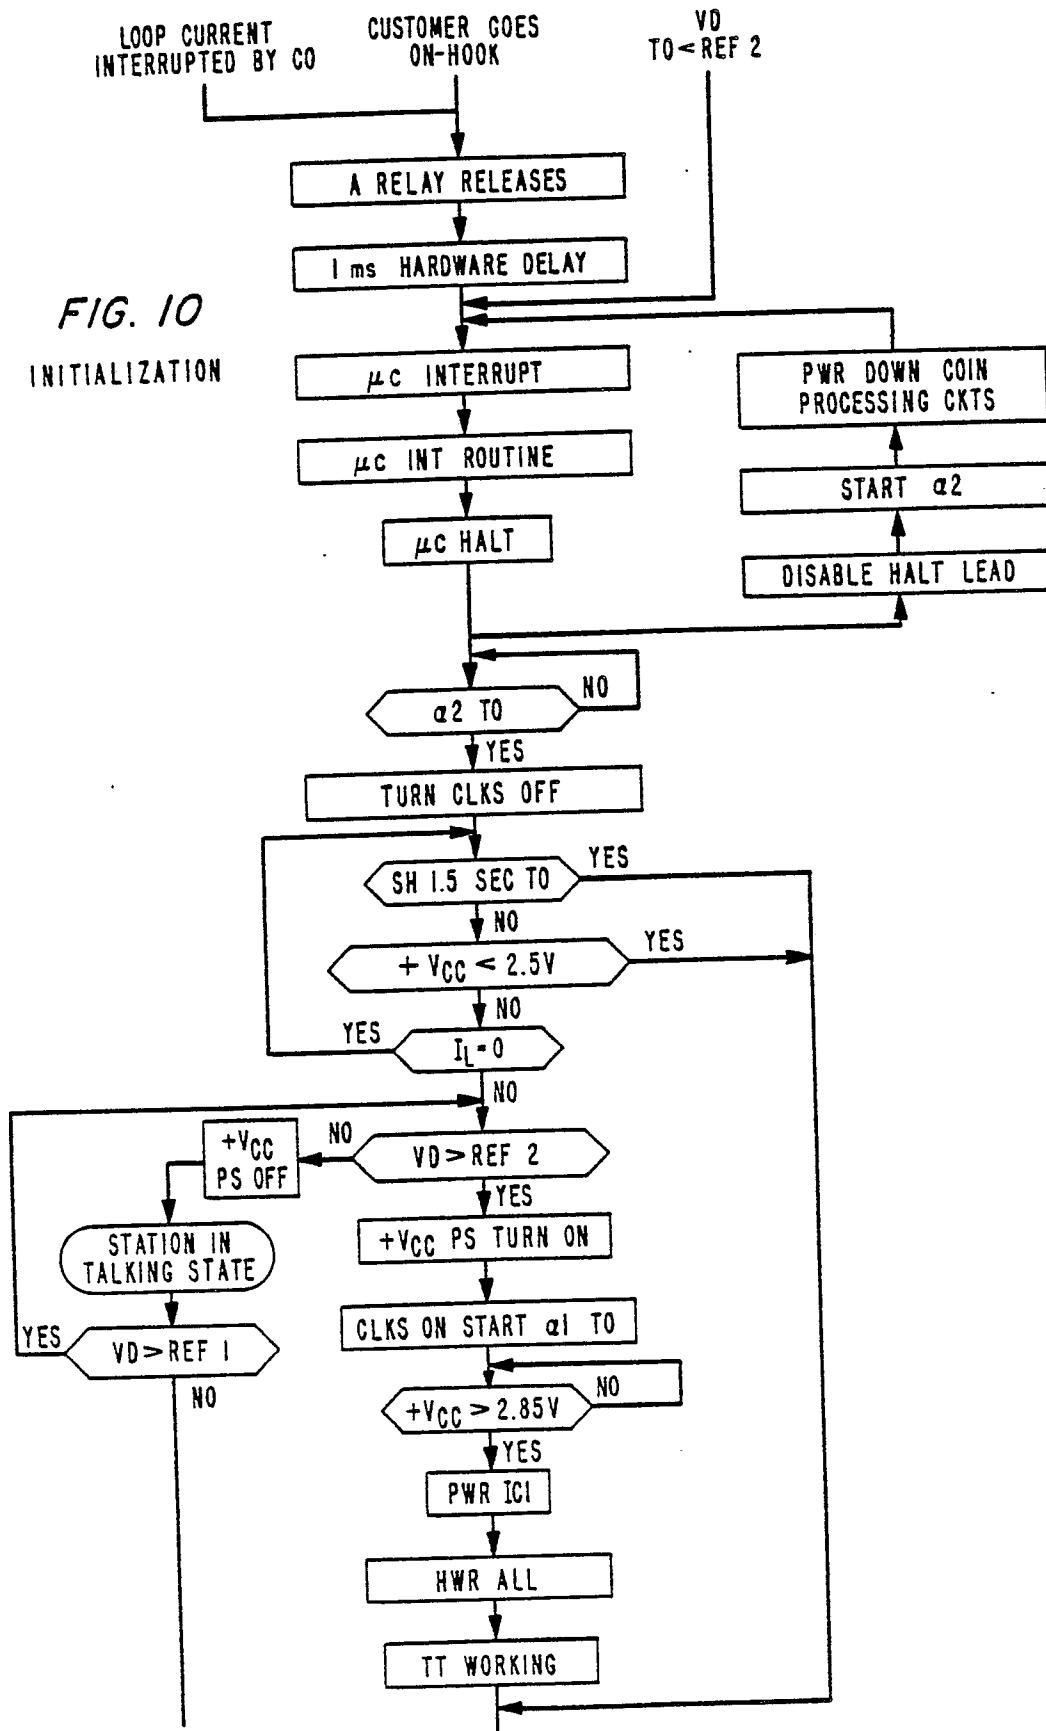 LOOP CURRENT
INTERRUPTED BY CO
CUSTOMER GOES
ON-HOOK
VD
TO < REF 2
A RELAY RELEASES
1 ms HARDWARE DELAY
FIG. 10
INITIALIZATION
μC INTERRUPT
μC INT ROUTINE
μC HALT
PWR DOWN COIN
PROCESSING CKTS
START α2
DISABLE HALT LEAD
α2 TO
NO
YES
TURN CLKS OFF
SH 1.5 SEC TO
YES
NO
+ VCC < 2.5V
YES
NO
YES
IL=0
NO
+VCC
PS OFF
NO
VD > REF 2
YES
STATION IN
TALKING STATE
+VCC PS TURN ON
CLKS ON START α1 TO
YES
VD > REF 1
NO
+VCC > 2.85V
NO
YES
PWR IC1
HWR ALL
TT WORKING